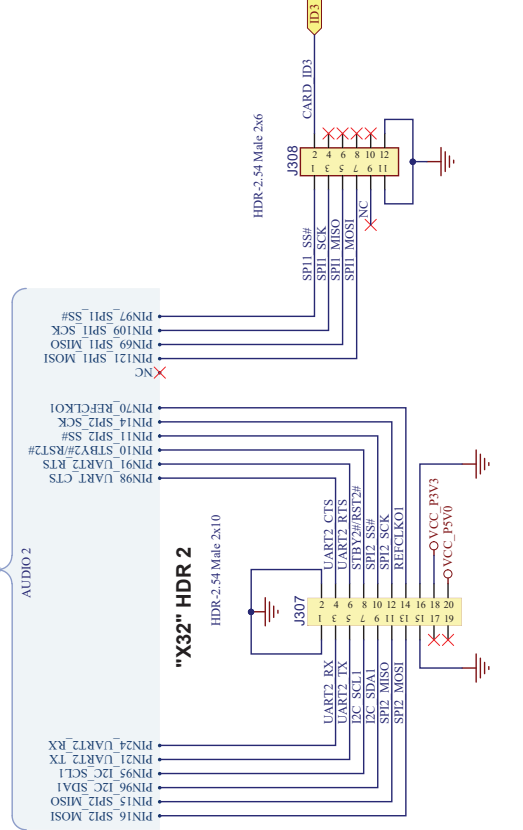 ID3
CARD_ID3
HDR-2.54 Male 2x6
J308
2 4 6 8 10 12
1 3 5 7 9 11
NC
SPI1_SS#
SPI1_SCK
SPI1_MISO
SPI1_MOSI
PIN97_SPI1_SS#
PIN109_SPI1_SCK
PIN69_SPI1_MISO
PIN121_SPI1_MOSI
NC
PIN70_REFCLKO1
PIN14_SPI2_SCK
PIN11_SPI2_SS#
PIN10_STBY2#/RST2#
PIN91_UART2_RTS
PIN98_UART_CTS
AUDIO 2
"X32" HDR 2
HDR-2.54 Male 2x10
UART2_CTS
UART2_RTS
STBY2#/RST2#
SPI2_SS#
SPI2_SCK
REFCLKO1
VCC_P3V3
VCC_P5V0
J307
2 4 6 8 10 12 14 16 18 20
1 3 5 7 9 11 13 15 17 19
UART2_RX
UART2_TX
I2C_SCL1
I2C_SDA1
SPI2_MISO
SPI2_MOSI
PIN24_UART2_RX
PIN21_UART2_TX
PIN95_I2C_SCL1
PIN96_I2C_SDA1
PIN15_SPI2_MISO
PIN16_SPI2_MOSI